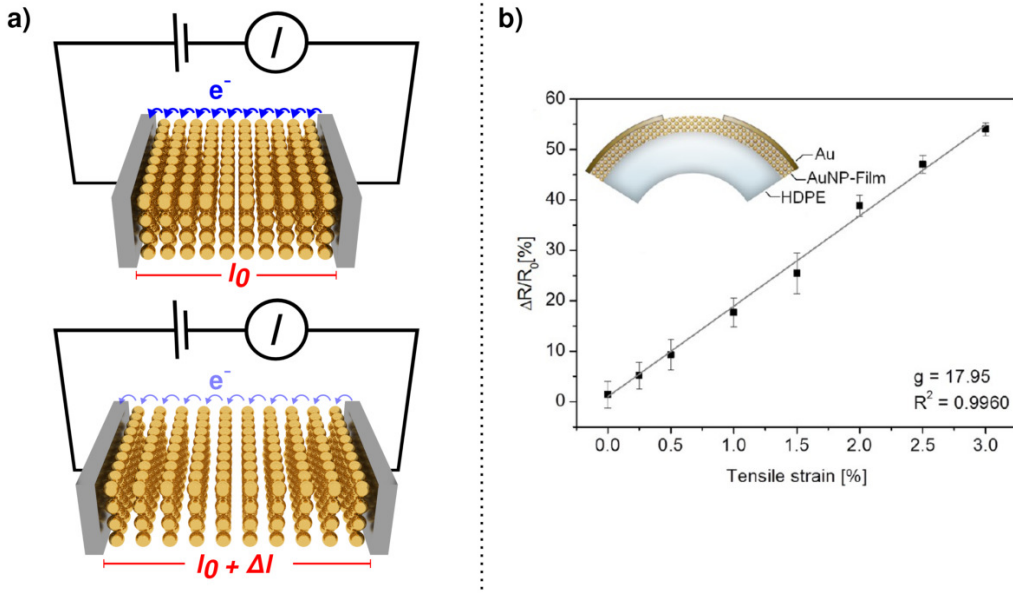 a)
I
e⁻
l₀
I
e⁻
l₀ + Δl
b)
60
50
40
30
20
10
0
ΔR/R₀[%]
Au
AuNP-Film
HDPE
g = 17.95
R² = 0.9960
0.0 0.5 1.0 1.5 2.0 2.5 3.0
Tensile strain [%]